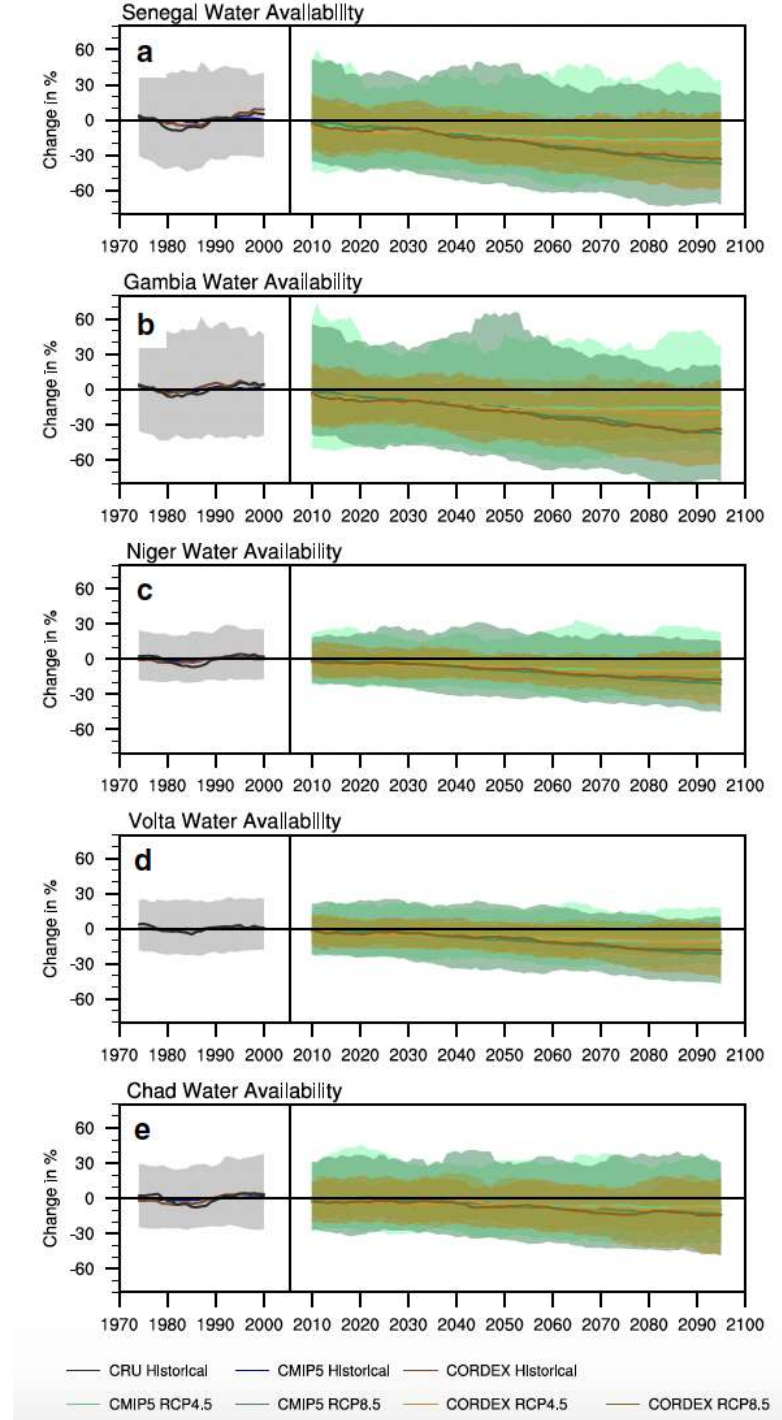 Senegal Water Availability
a
Change in %
60
30
0
-30
-60
1970 1980 1990 2000 2010 2020 2030 2040 2050 2060 2070 2080 2090 2100
Gambia Water Availability
b
Change in %
60
30
0
-30
-60
1970 1980 1990 2000 2010 2020 2030 2040 2050 2060 2070 2080 2090 2100
Niger Water Availability
c
Change in %
60
30
0
-30
-60
1970 1980 1990 2000 2010 2020 2030 2040 2050 2060 2070 2080 2090 2100
Volta Water Availability
d
Change in %
60
30
0
-30
-60
1970 1980 1990 2000 2010 2020 2030 2040 2050 2060 2070 2080 2090 2100
Chad Water Availability
e
Change in %
60
30
0
-30
-60
1970 1980 1990 2000 2010 2020 2030 2040 2050 2060 2070 2080 2090 2100
CRU Historical CMIP5 Historical CORDEX Historical
CMIP5 RCP4.5 CMIP5 RCP8.5 CORDEX RCP4.5 CORDEX RCP8.5